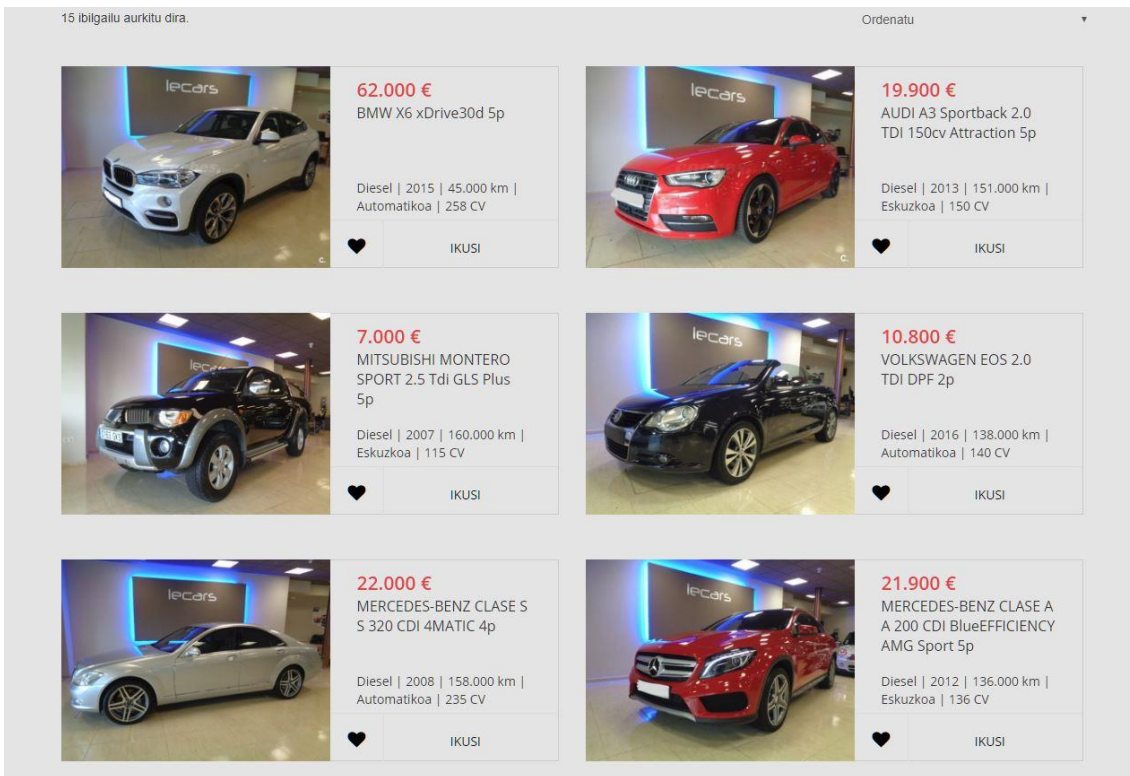 15 ibilgailu aurkitu dira.
Ordenatu
lecars
62.000 €
BMW X6 xDrive30d 5p
Diesel | 2015 | 45.000 km |
Automatikoa | 258 CV
IKUSI
c.
lecars
19.900 €
AUDI A3 Sportback 2.0
TDI 150cv Attraction 5p
Diesel | 2013 | 151.000 km |
Eskuzkoa | 150 CV
IKUSI
c.
7.000 €
MITSUBISHI MONTERO
SPORT 2.5 Tdi GLS Plus
5p
Diesel | 2007 | 160.000 km |
Eskuzkoa | 115 CV
IKUSI
lecars
10.800 €
VOLKSWAGEN EOS 2.0
TDI DPF 2p
Diesel | 2016 | 138.000 km |
Automatikoa | 140 CV
IKUSI
lecars
22.000 €
MERCEDES-BENZ CLASE S
S 320 CDI 4MATIC 4p
Diesel | 2008 | 158.000 km |
Automatikoa | 235 CV
IKUSI
lecars
21.900 €
MERCEDES-BENZ CLASE A
A 200 CDI BlueEFFICIENCY
AMG Sport 5p
Diesel | 2012 | 136.000 km |
Eskuzkoa | 136 CV
IKUSI